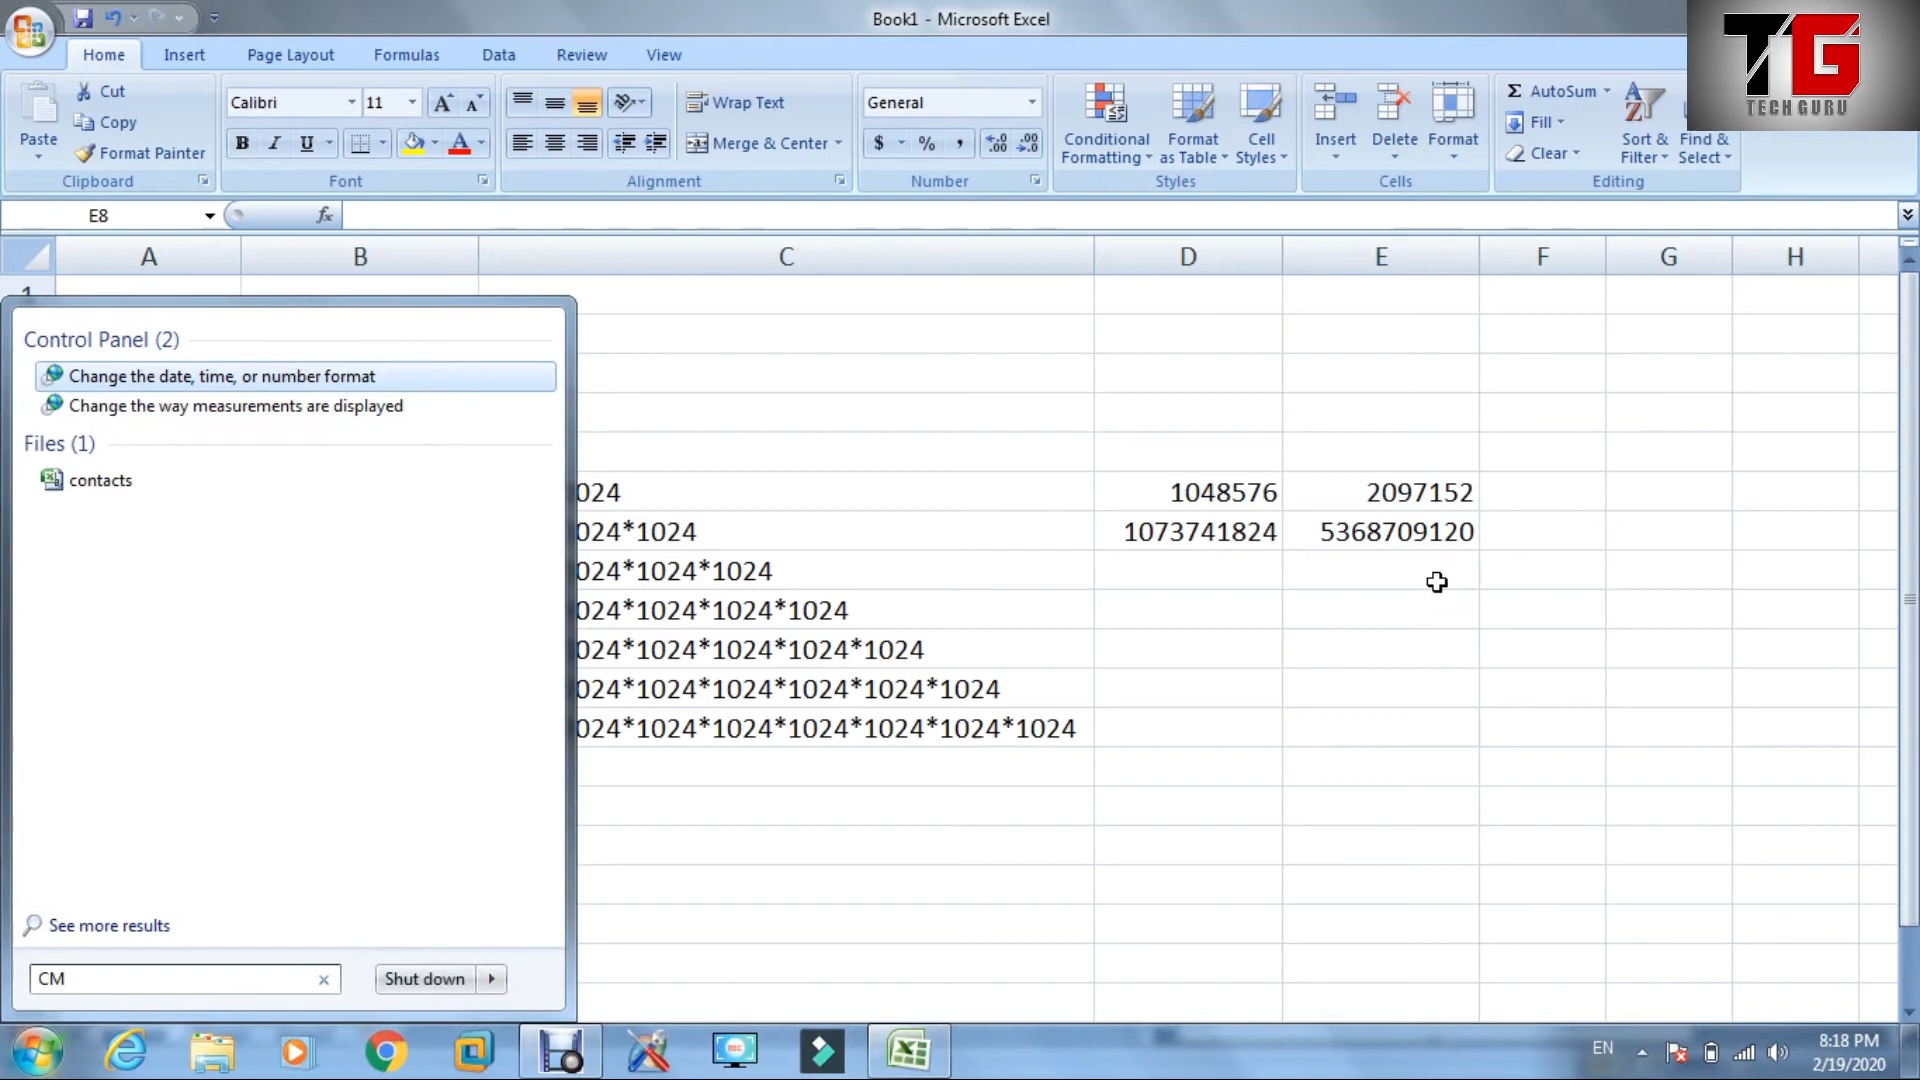 Book1 - Microsoft Excel
TG
TECH GURU
Home Insert Page Layout Formulas Data Review View
Paste
Cut
Copy
Format Painter
Clipboard
Calibri 11
B I U
Font
Wrap Text
Merge & Center
Alignment
General
$ % ,
Number
Conditional Formatting
Format as Table
Cell Styles
Styles
Insert
Delete
Format
Cells
AutoSum
Fill
Clear
Sort & Filter
Find & Select
Editing
E8
fx
A B C D E F G H
1
Control Panel (2)
Change the date, time, or number format
Change the way measurements are displayed
Files (1)
contacts
See more results
CM
Shut down
024 1048576 2097152
024*1024 1073741824 5368709120
024*1024*1024
024*1024*1024*1024
024*1024*1024*1024*1024
024*1024*1024*1024*1024*1024
024*1024*1024*1024*1024*1024*1024
REC
EN
8:18 PM
2/19/2020